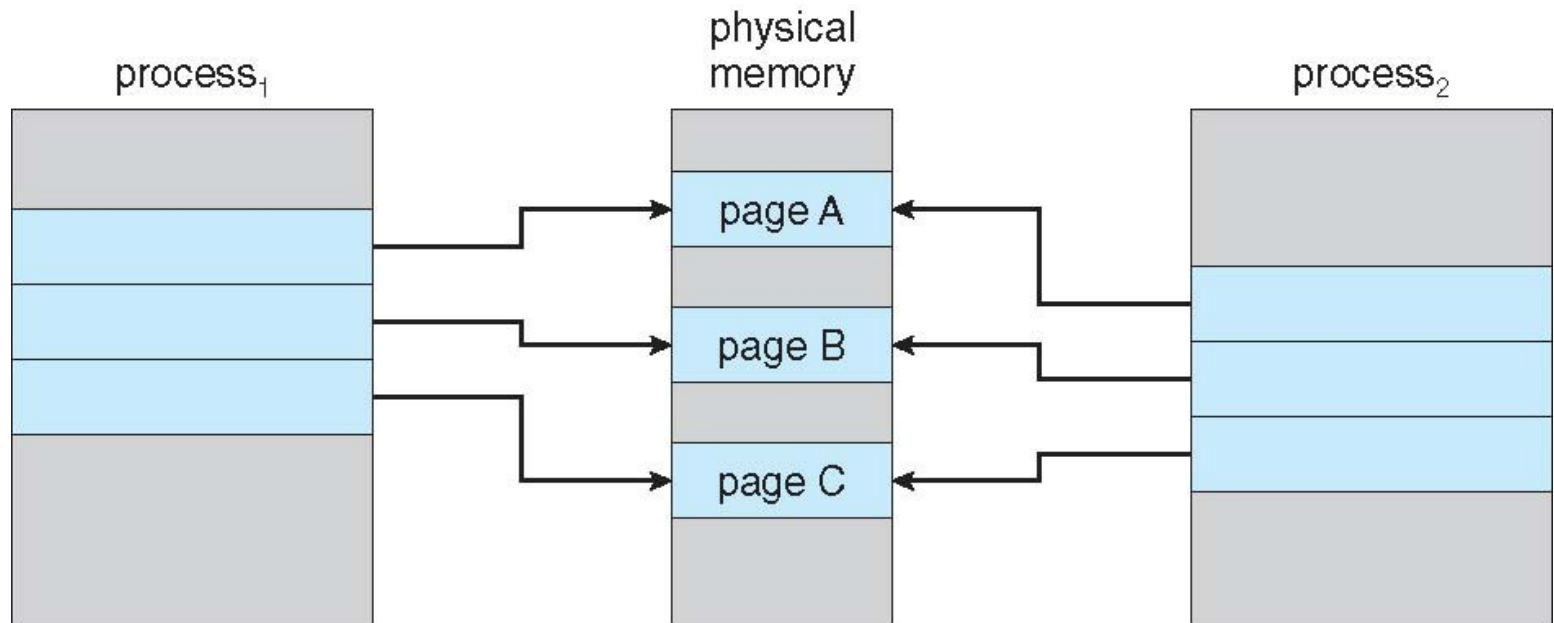 process₁
physical
memory
process₂
page A
page B
page C